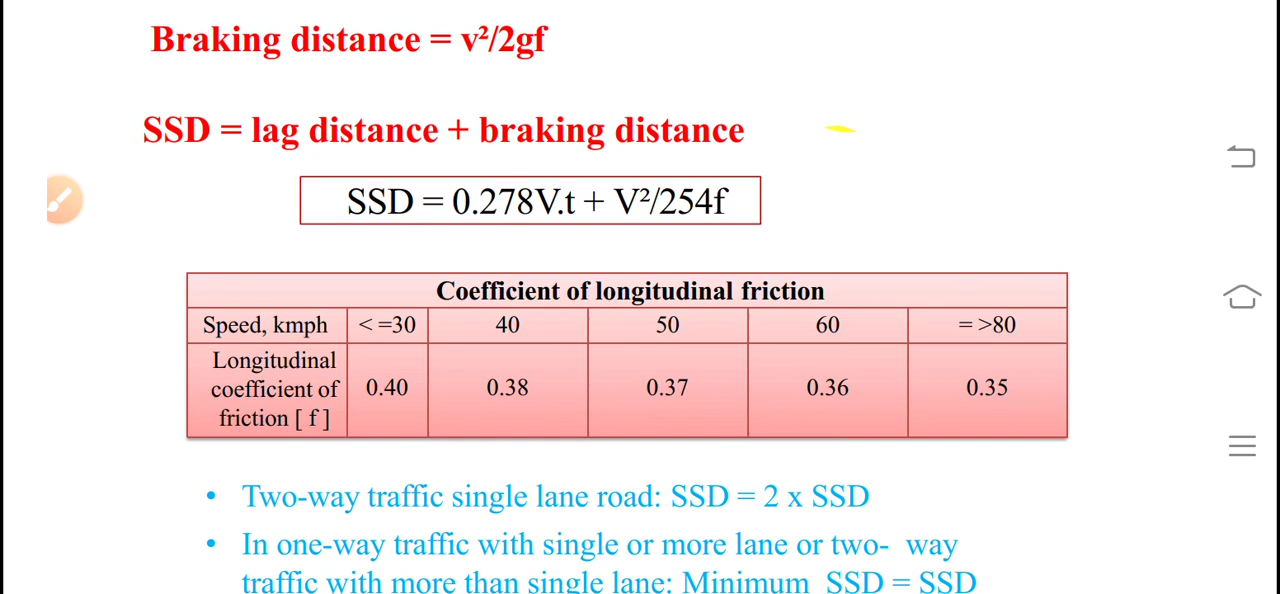 Braking distance = v²/2gf
SSD = lag distance + braking distance
SSD = 0.278V.t + V²/254f
Coefficient of longitudinal friction
Speed, kmph < =30 40 50 60 = >80
Longitudinal
coefficient of
friction [ f ] 0.40 0.38 0.37 0.36 0.35
• Two-way traffic single lane road: SSD = 2 x SSD
• In one-way traffic with single or more lane or two- way
traffic with more than single lane: Minimum SSD = SSD